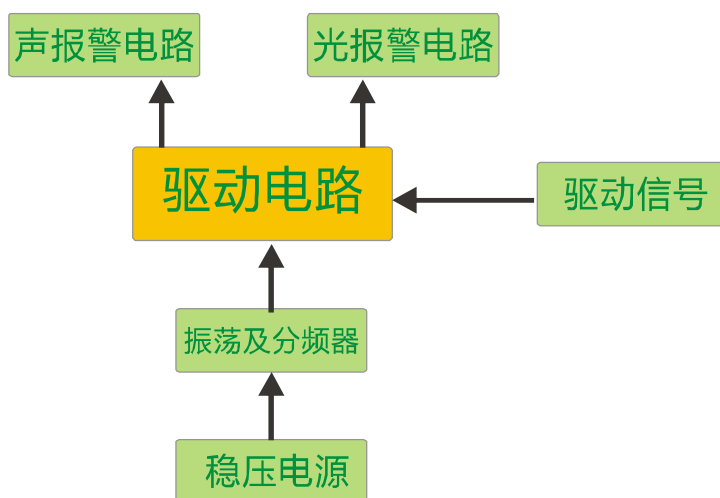 声报警电路
光报警电路
驱动电路
驱动信号
振荡及分频器
稳压电源